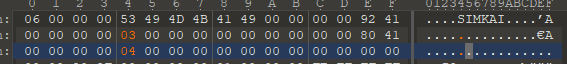 0 1 2 3 4 5 6 7 8 9 A B C D E F 0123456789ABCDEF
h: 06 00 00 00 53 49 4D 4B 41 49 00 00 00 00 92 41 ....SIMKAI....’A
h: 00 00 00 00 03 00 00 00 00 00 00 00 00 00 80 41 ..............€A
h: 00 00 00 00 04 00 00 00 00 00 00 00 00 00 00 00 ................